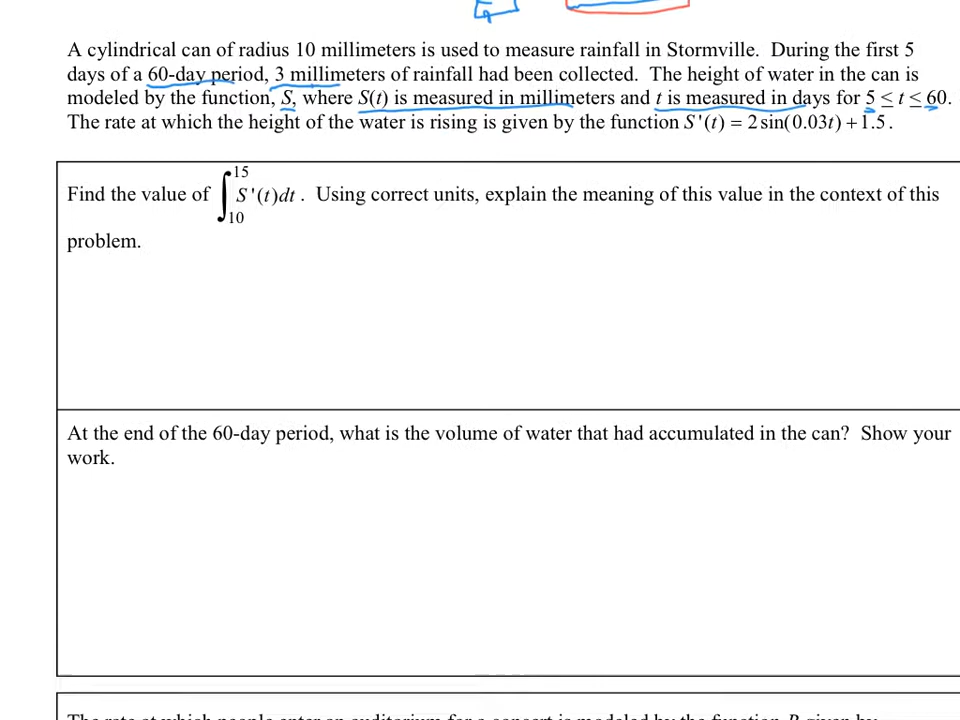 A cylindrical can of radius 10 millimeters is used to measure rainfall in Stormville. During the first 5
days of a 60-day period, 3 millimeters of rainfall had been collected. The height of water in the can is
modeled by the function, S, where S(t) is measured in millimeters and t is measured in days for 5 ≤ t ≤ 60.
The rate at which the height of the water is rising is given by the function S'(t) = 2sin(0.03t) + 1.5.
Find the value of ∫₁₀¹⁵ S'(t)dt. Using correct units, explain the meaning of this value in the context of this
problem.
At the end of the 60-day period, what is the volume of water that had accumulated in the can? Show your
work.